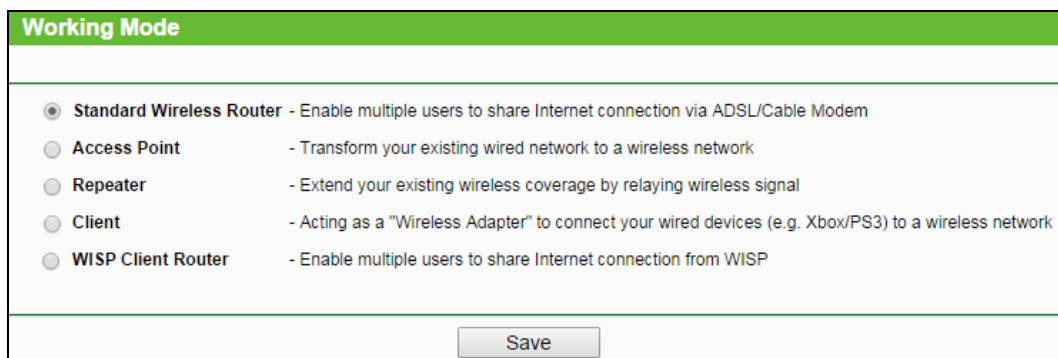 Working Mode
Standard Wireless Router - Enable multiple users to share Internet connection via ADSL/Cable Modem
Access Point - Transform your existing wired network to a wireless network
Repeater - Extend your existing wireless coverage by relaying wireless signal
Client - Acting as a "Wireless Adapter" to connect your wired devices (e.g. Xbox/PS3) to a wireless network
WISP Client Router - Enable multiple users to share Internet connection from WISP
Save